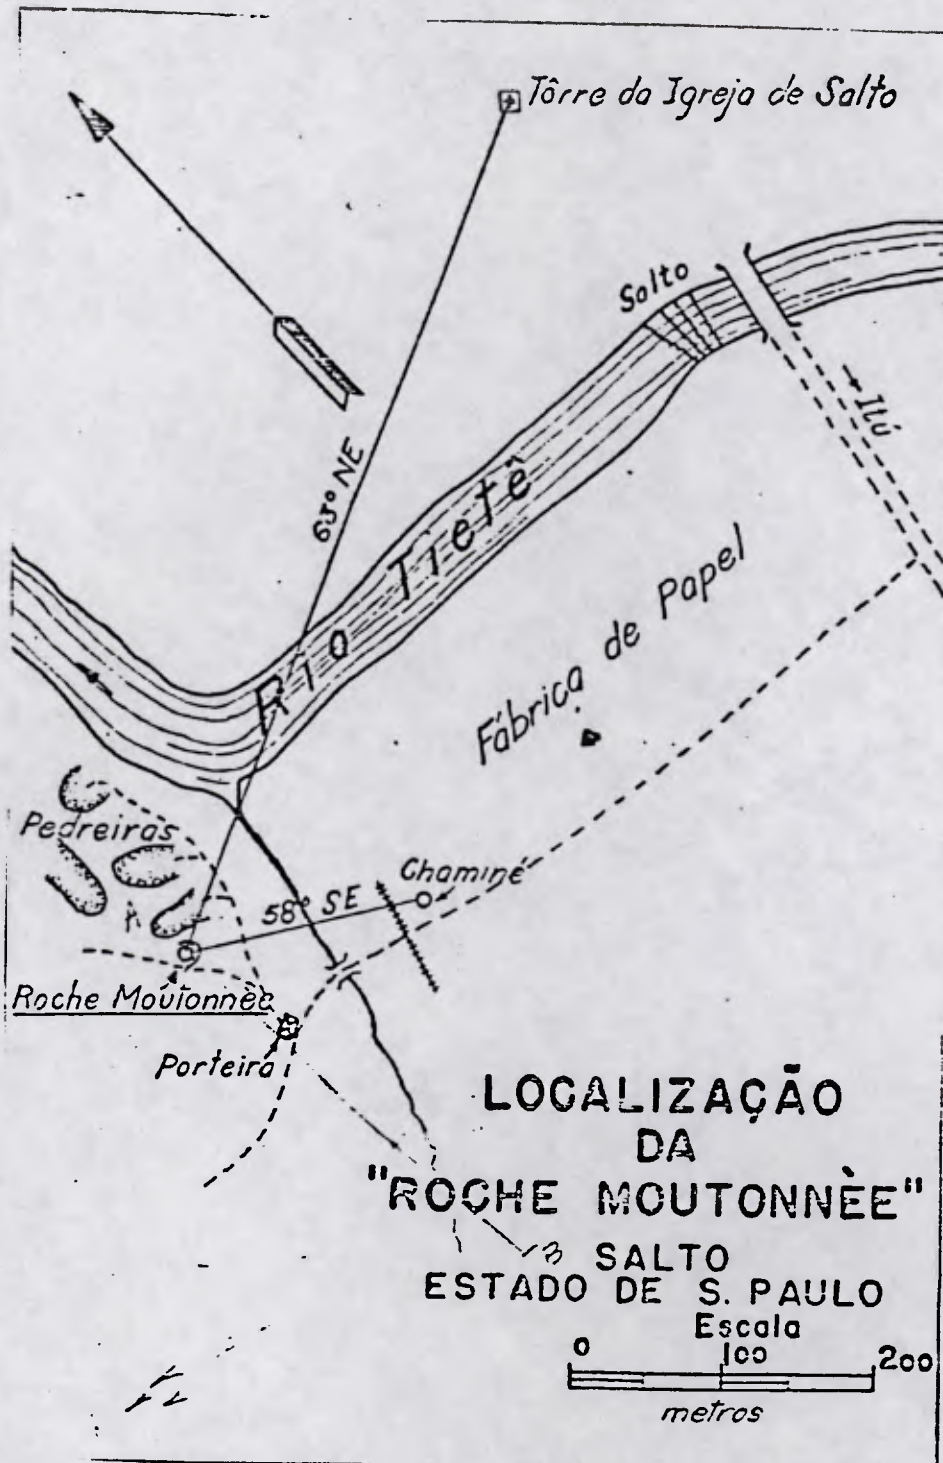 Tôrre da Igreja de Salto
Salto
Itú
63° NE
Rio Tietê
Fábrica de Papel
Pedreiras
Chaminé
58° SE
Roche Moutonnèe
Porteira
LOCALIZAÇÃO
DA
"ROCHE MOUTONNÈE"
SALTO
ESTADO DE S. PAULO
Escala
0 100 200
metros